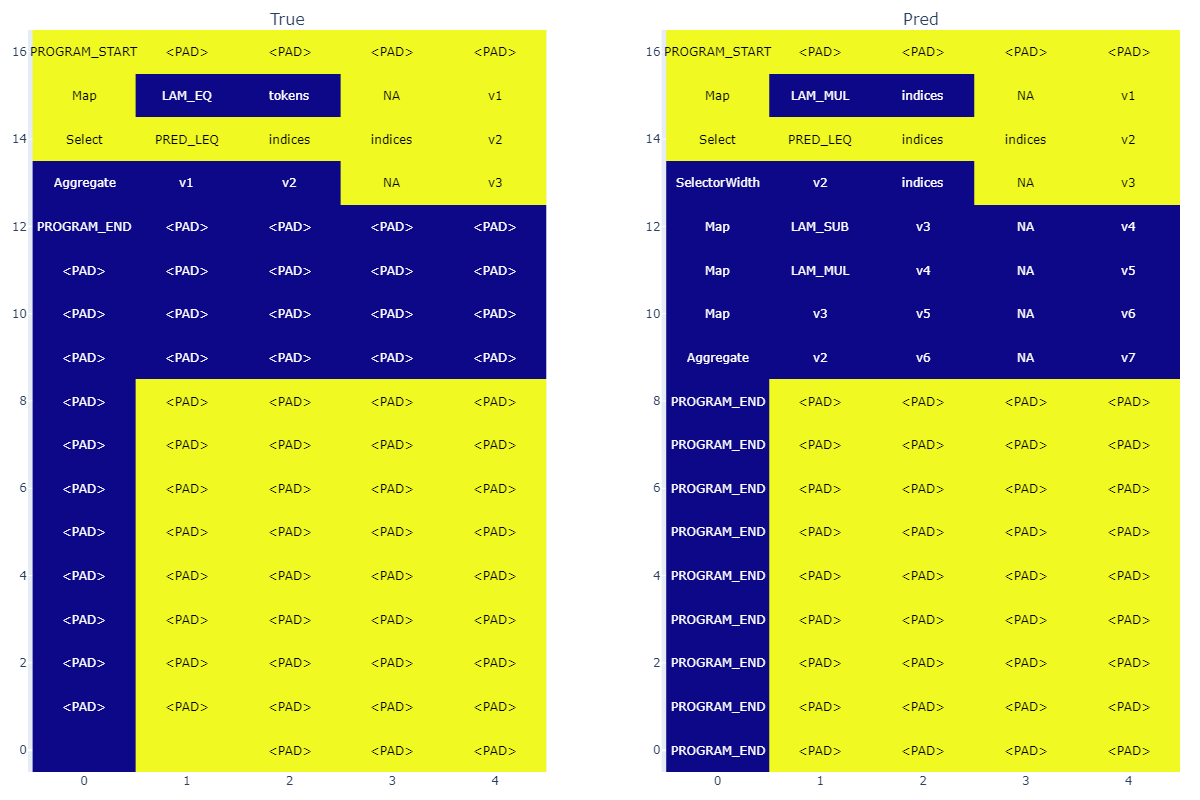 True Pred
16 PROGRAM_START <PAD> <PAD> <PAD> <PAD> 16 PROGRAM_START <PAD> <PAD> <PAD> <PAD>
Map LAM_EQ tokens NA v1 Map LAM_MUL indices NA v1
14 Select PRED_LEQ indices indices v2 14 Select PRED_LEQ indices indices v2
Aggregate v1 v2 NA v3 SelectorWidth v2 indices NA v3
12 PROGRAM_END <PAD> <PAD> <PAD> <PAD> 12 Map LAM_SUB v3 NA v4
<PAD> <PAD> <PAD> <PAD> <PAD> Map LAM_MUL v4 NA v5
10 <PAD> <PAD> <PAD> <PAD> <PAD> 10 Map v3 v5 NA v6
<PAD> <PAD> <PAD> <PAD> <PAD> Aggregate v2 v6 NA v7
8 <PAD> <PAD> <PAD> <PAD> <PAD> 8 PROGRAM_END <PAD> <PAD> <PAD> <PAD>
<PAD> <PAD> <PAD> <PAD> <PAD> PROGRAM_END <PAD> <PAD> <PAD> <PAD>
6 <PAD> <PAD> <PAD> <PAD> <PAD> 6 PROGRAM_END <PAD> <PAD> <PAD> <PAD>
<PAD> <PAD> <PAD> <PAD> <PAD> PROGRAM_END <PAD> <PAD> <PAD> <PAD>
4 <PAD> <PAD> <PAD> <PAD> <PAD> 4 PROGRAM_END <PAD> <PAD> <PAD> <PAD>
<PAD> <PAD> <PAD> <PAD> <PAD> PROGRAM_END <PAD> <PAD> <PAD> <PAD>
2 <PAD> <PAD> <PAD> <PAD> <PAD> 2 PROGRAM_END <PAD> <PAD> <PAD> <PAD>
<PAD> <PAD> <PAD> <PAD> <PAD> PROGRAM_END <PAD> <PAD> <PAD> <PAD>
0 <PAD> <PAD> <PAD> 0 PROGRAM_END <PAD> <PAD> <PAD> <PAD>
0 1 2 3 4 0 1 2 3 4